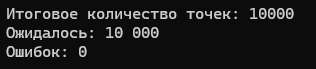 Итоговое количество точек: 10000
Ожидалось: 10 000
Ошибок: 0